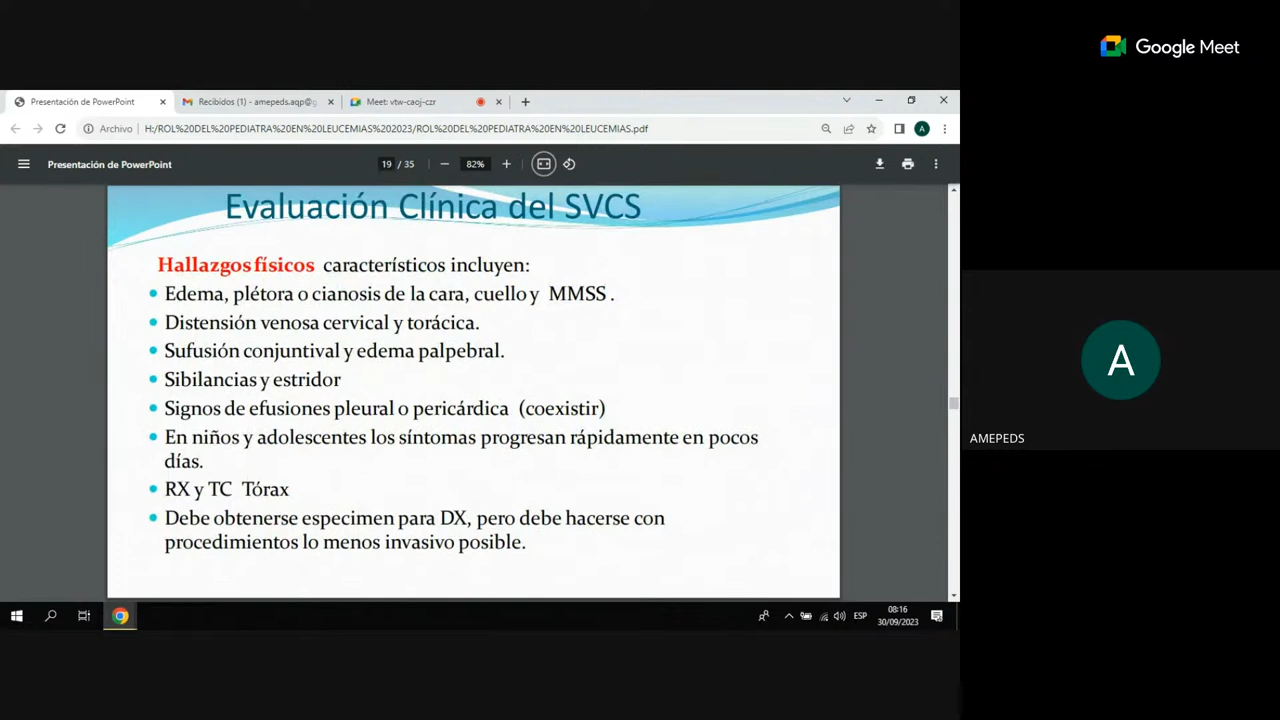 Google Meet
Presentación de PowerPoint
Recibidos (1) - amepeds.aqp@g
Meet: vtw-caoj-czr
Archivo
H:/ROL%20DEL%20PEDIATRA%20EN%20LEUCEMIAS%202023/ROL%20DEL%20PEDIATRA%20EN%20LEUCEMIAS.pdf
A
Presentación de PowerPoint
19 / 35
82%
Evaluación Clínica del SVCS
Hallazgos físicos característicos incluyen:
Edema, plétora o cianosis de la cara, cuello y MMSS .
Distensión venosa cervical y torácica.
Sufusión conjuntival y edema palpebral.
Sibilancias y estridor
Signos de efusiones pleural o pericárdica (coexistir)
En niños y adolescentes los síntomas progresan rápidamente en pocos
días.
RX y TC Tórax
Debe obtenerse especimen para DX, pero debe hacerse con
procedimientos lo menos invasivo posible.
A
AMEPEDS
ESP
08:16
30/09/2023